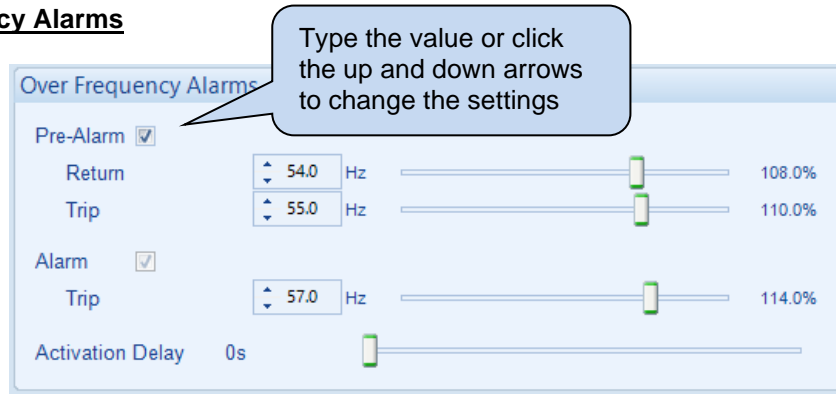 cy Alarms
Type the value or click
the up and down arrows
to change the settings
Over Frequency Alarms
Pre-Alarm
Return 54.0 Hz 108.0%
Trip 55.0 Hz 110.0%
Alarm
Trip 57.0 Hz 114.0%
Activation Delay 0s